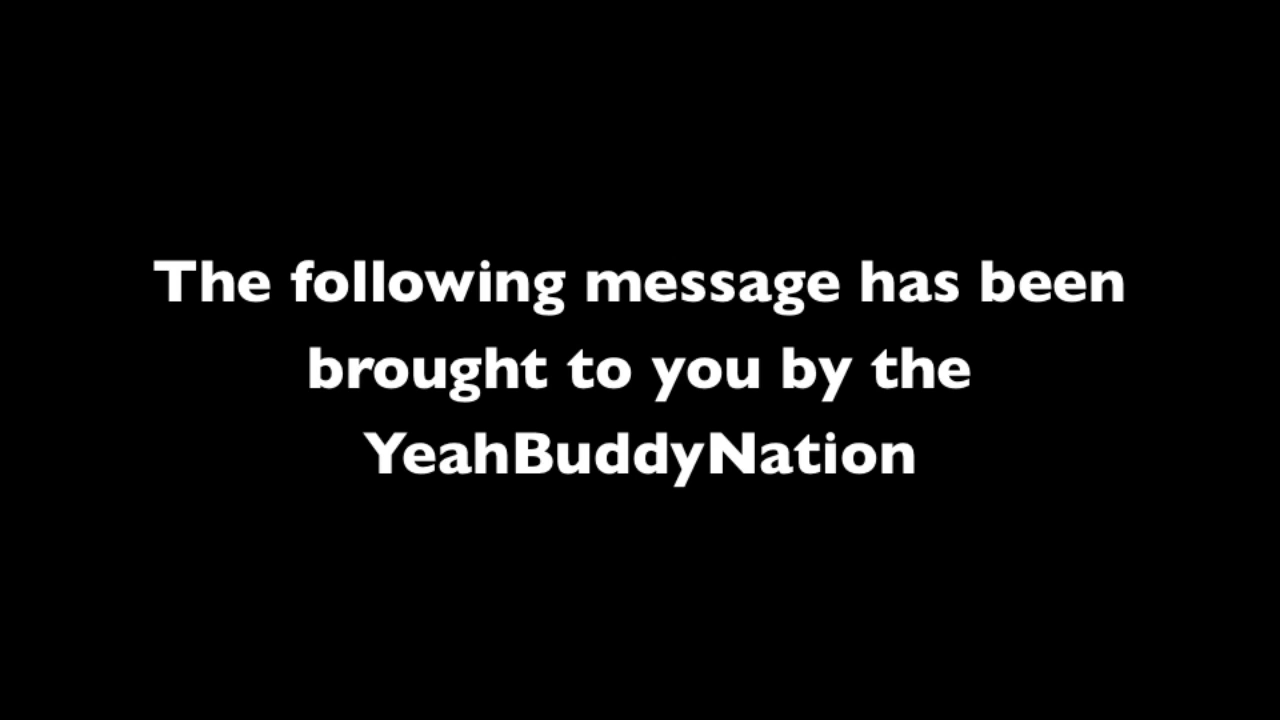 The following message has been
brought to you by the
YeahBuddyNation